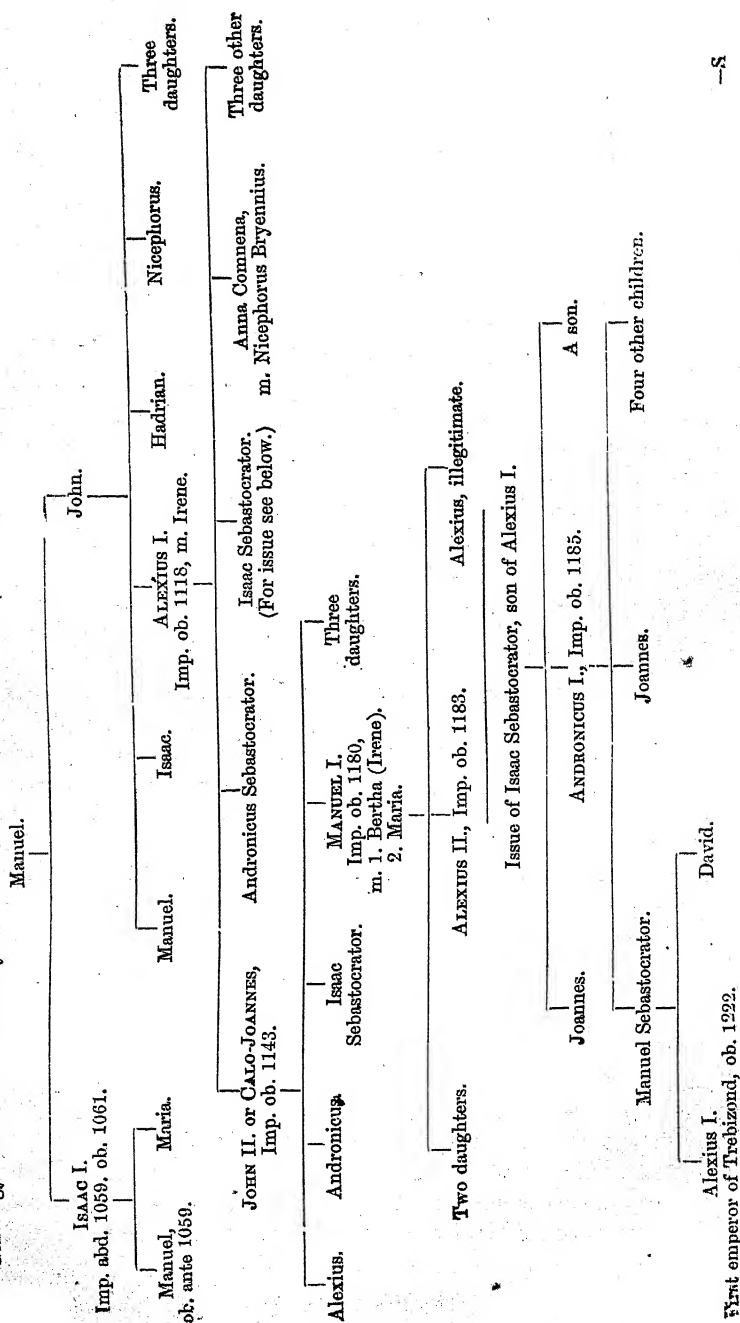 Manuel.
ISAAC I.
Imp. abd. 1059. ob. 1061.
John.
Manuel,
ob. ante 1059.
Maria.
Manuel.
Isaac.
ALEXIUS I.
Imp. ob. 1118, m. Irene.
Hadrian.
Nicephorus.
Three
daughters.
JOHN II. or CALO-JOANNES,
Imp. ob. 1143.
Andronicus Sebastocrator.
Isaac Sebastocrator.
(For issue see below.)
Anna Comnena,
m. Nicephorus Bryennius.
Three other
daughters.
Alexius.
Andronicus.
Isaac
Sebastocrator.
MANUEL I.
Imp. ob. 1180,
m. 1. Bertha (Irene).
2. Maria.
Three
daughters.
Two daughters.
ALEXIUS II., Imp. ob. 1183.
Alexius, illegitimate.
Issue of Isaac Sebastocrator, son of Alexius I.
Joannes.
ANDRONICUS I., Imp. ob. 1185.
A son.
Manuel Sebastocrator.
Joannes.
Four other children.
Alexius I.
First emperor of Trebizond, ob. 1222.
David.
—S.